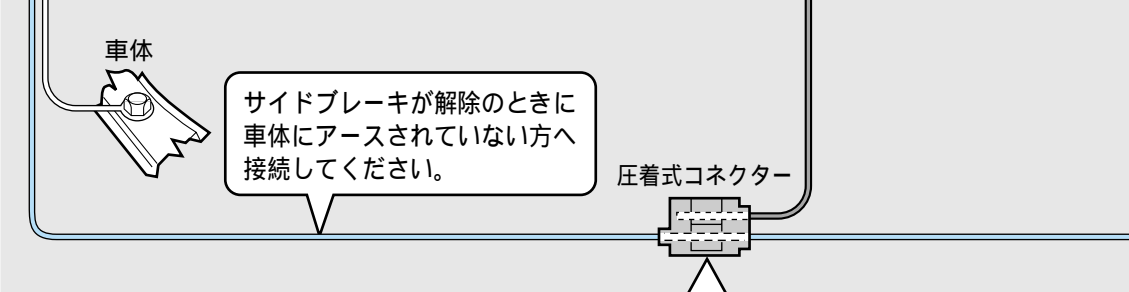 車体
サイドブレーキが解除のときに
車体にアースされていない方へ
接続してください。
圧着式コネクター